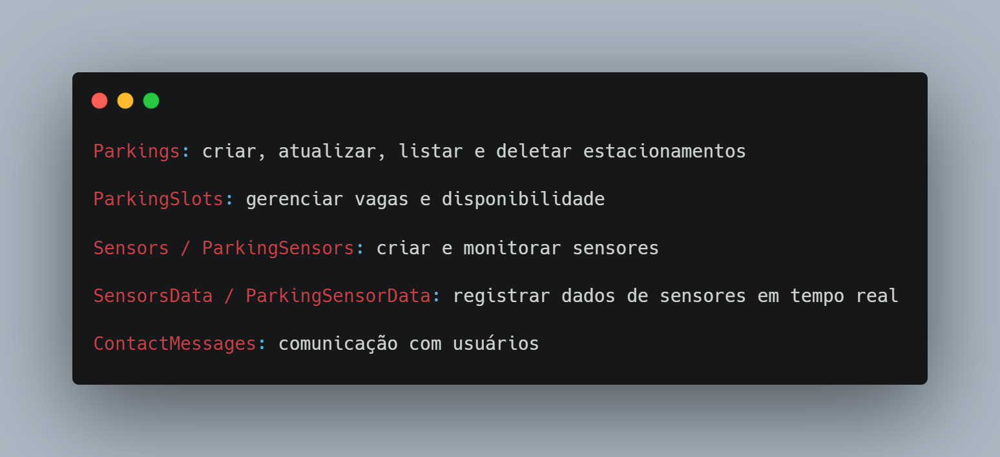 Parkings: criar, atualizar, listar e deletar estacionamentos
ParkingSlots: gerenciar vagas e disponibilidade
Sensors / ParkingSensors: criar e monitorar sensores
SensorsData / ParkingSensorData: registrar dados de sensores em tempo real
ContactMessages: comunicação com usuários